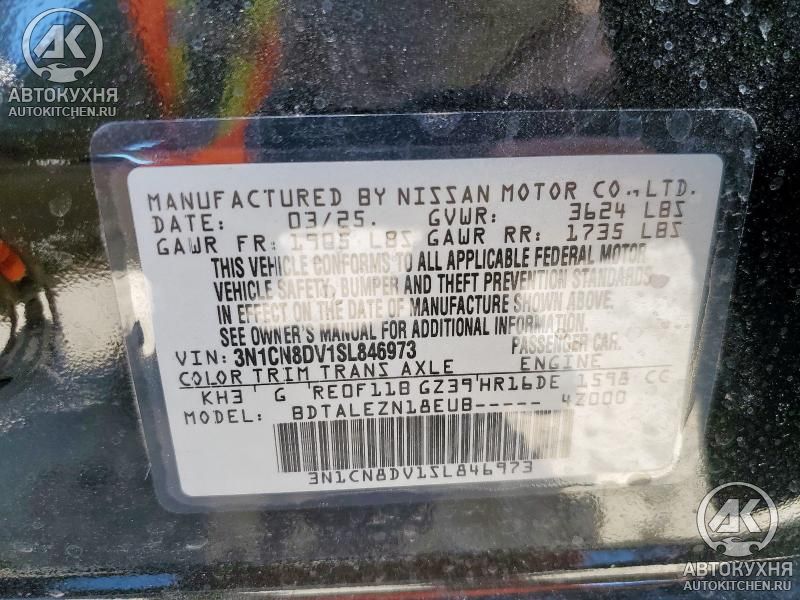 AK
АВТОКУХНЯ
AUTOKITCHEN.RU
MANUFACTURED BY NISSAN MOTOR CO.,LTD.
DATE: 03/25. GVWR: 3624 LBS
GAWR FR: 1905 LBS GAWR RR: 1735 LBS
THIS VEHICLE CONFORMS TO ALL APPLICABLE FEDERAL MOTOR
VEHICLE SAFETY, BUMPER AND THEFT PREVENTION STANDARDS
IN EFFECT ON THE DATE OF MANUFACTURE SHOWN ABOVE.
SEE OWNER'S MANUAL FOR ADDITIONAL INFORMATION.
VIN: 3N1CN8DV1SL846973 PASSENGER CAR.
COLOR TRIM TRANS AXLE ENGINE
KH3 G RE0F11B GZ39 HR16DE 1598 CC
MODEL: BDTALEZN18EUB----- 4Z000
3N1CN8DV1SL846973
AK
АВТОКУХНЯ
AUTOKITCHEN.RU